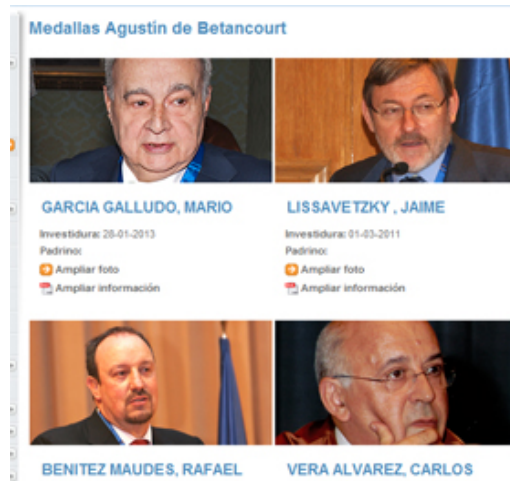 Medallas Agustín de Betancourt
GARCIA GALLUDO, MARIO
LISSAVETZKY , JAIME
Investidura: 28-01-2013
Investidura: 01-03-2011
Padrino:
Padrino:
Ampliar foto
Ampliar foto
Ampliar información
Ampliar información
BENITEZ MAUDES, RAFAEL
VERA ALVAREZ, CARLOS